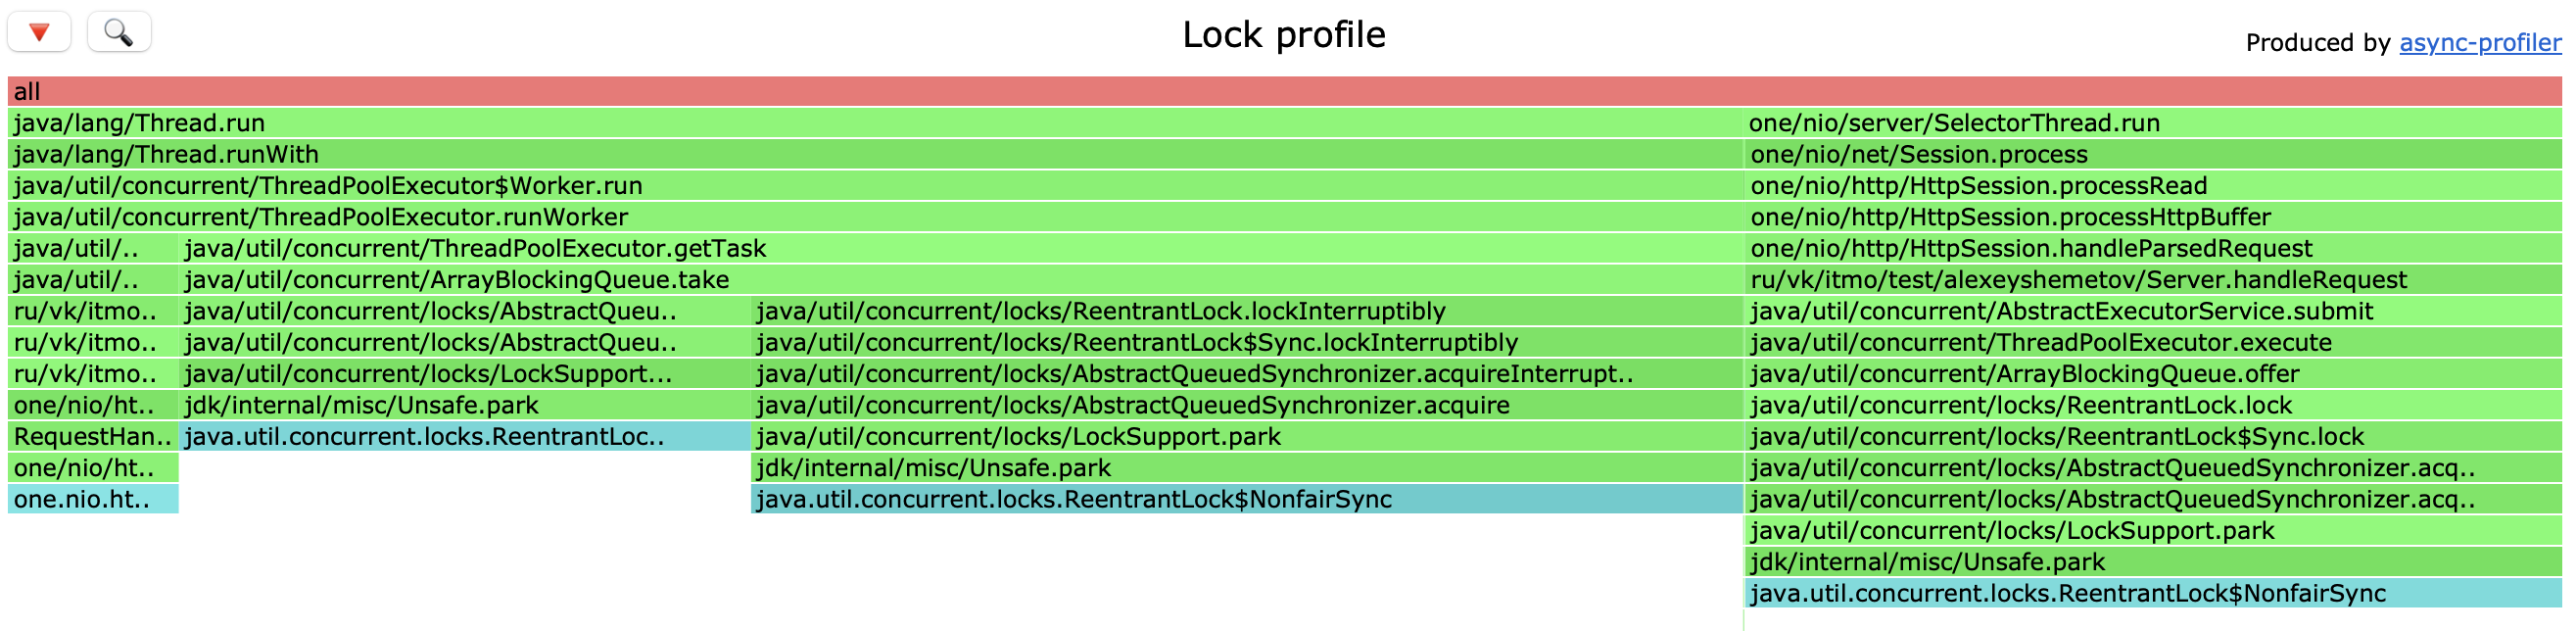 Lock profile
Produced by async-profiler
all
java/lang/Thread.run one/nio/server/SelectorThread.run
java/lang/Thread.runWith one/nio/net/Session.process
java/util/concurrent/ThreadPoolExecutor$Worker.run one/nio/http/HttpSession.processRead
java/util/concurrent/ThreadPoolExecutor.runWorker one/nio/http/HttpSession.processHttpBuffer
java/util/.. java/util/concurrent/ThreadPoolExecutor.getTask one/nio/http/HttpSession.handleParsedRequest
java/util/.. java/util/concurrent/ArrayBlockingQueue.take ru/vk/itmo/test/alexeyshemetov/Server.handleRequest
ru/vk/itmo.. java/util/concurrent/locks/AbstractQueu.. java/util/concurrent/locks/ReentrantLock.lockInterruptibly java/util/concurrent/AbstractExecutorService.submit
ru/vk/itmo.. java/util/concurrent/locks/AbstractQueu.. java/util/concurrent/locks/ReentrantLock$Sync.lockInterruptibly java/util/concurrent/ThreadPoolExecutor.execute
ru/vk/itmo.. java/util/concurrent/locks/LockSupport... java/util/concurrent/locks/AbstractQueuedSynchronizer.acquireInterrupt.. java/util/concurrent/ArrayBlockingQueue.offer
one/nio/ht.. jdk/internal/misc/Unsafe.park java/util/concurrent/locks/AbstractQueuedSynchronizer.acquire java/util/concurrent/locks/ReentrantLock.lock
RequestHan.. java.util.concurrent.locks.ReentrantLoc.. java/util/concurrent/locks/LockSupport.park java/util/concurrent/locks/ReentrantLock$Sync.lock
one/nio/ht.. jdk/internal/misc/Unsafe.park java/util/concurrent/locks/AbstractQueuedSynchronizer.acq..
one.nio.ht.. java.util.concurrent.locks.ReentrantLock$NonfairSync java/util/concurrent/locks/AbstractQueuedSynchronizer.acq..
java/util/concurrent/locks/LockSupport.park
jdk/internal/misc/Unsafe.park
java.util.concurrent.locks.ReentrantLock$NonfairSync